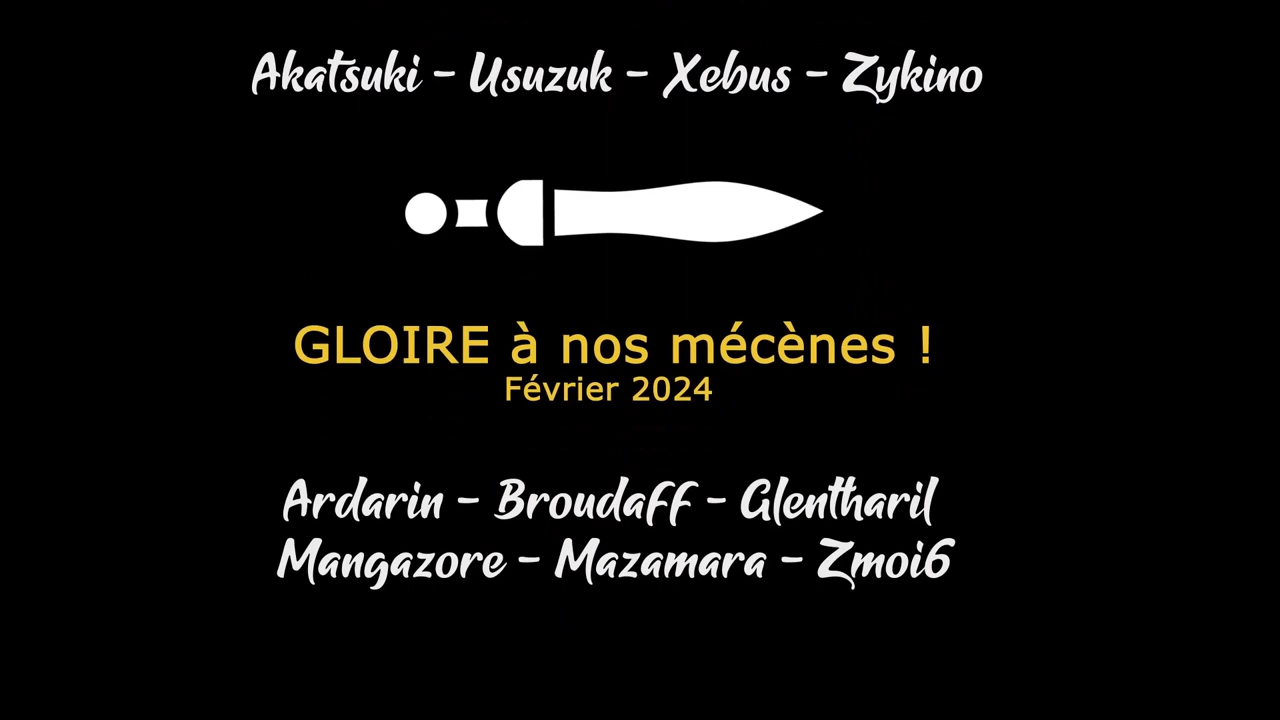 Akatsuki - Usuzuk - Xebus - Zykino
GLOIRE à nos mécènes !
Février 2024
Ardarin - Broudaff - Glentharil
Mangazore - Mazamara - Zmoi6